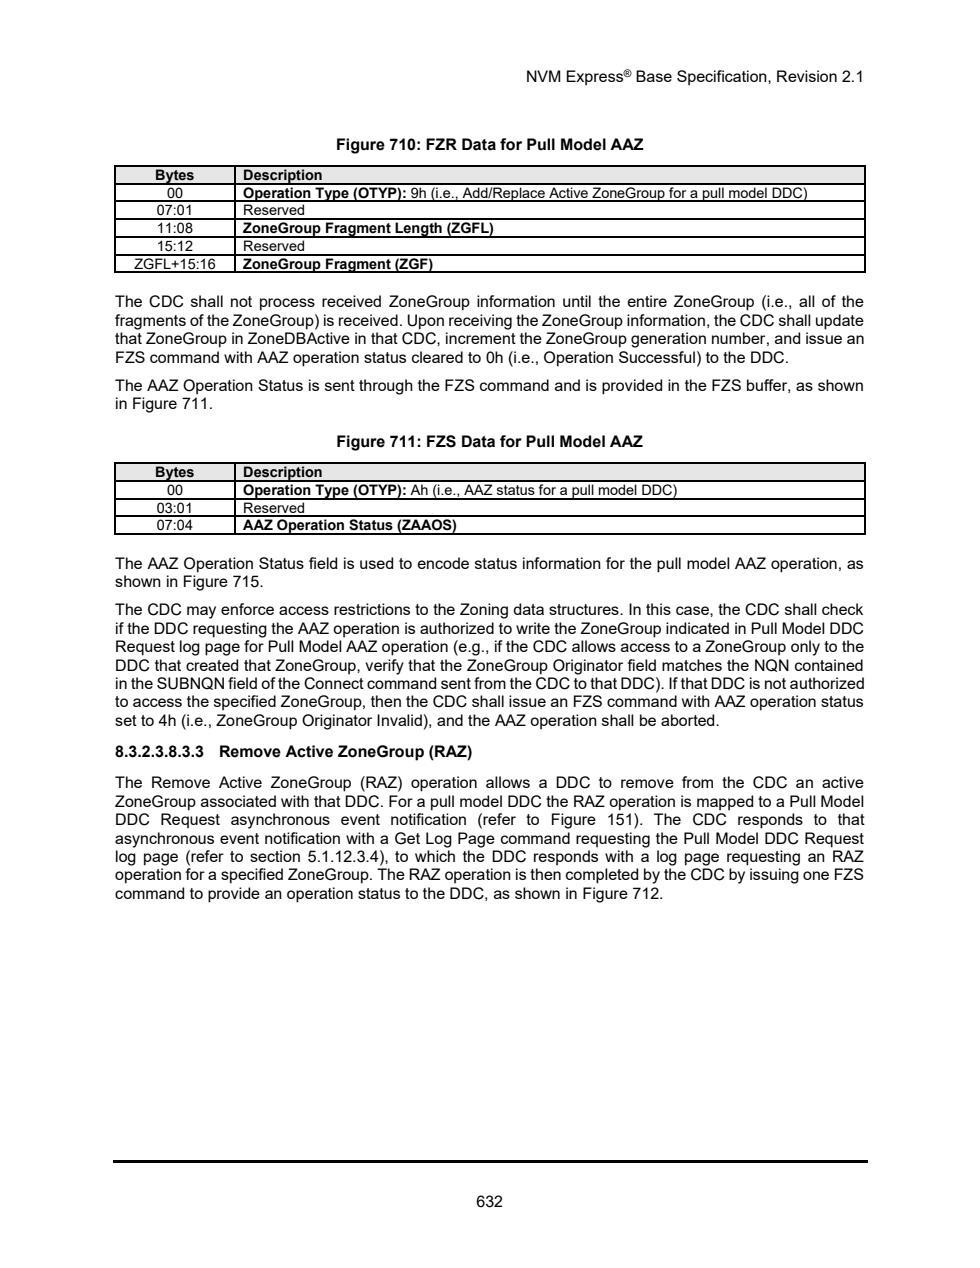 NVM Express® Base Specification, Revision 2.1
Figure 710: FZR Data for Pull Model AAZ
Bytes Description
00 Operation Type (OTYP): 9h (i.e., Add/Replace Active ZoneGroup for a pull model DDC)
07:01 Reserved
11:08 ZoneGroup Fragment Length (ZGFL)
15:12 Reserved
ZGFL+15:16 ZoneGroup Fragment (ZGF)
The CDC shall not process received ZoneGroup information until the entire ZoneGroup (i.e., all of the
fragments of the ZoneGroup) is received. Upon receiving the ZoneGroup information, the CDC shall update
that ZoneGroup in ZoneDBActive in that CDC, increment the ZoneGroup generation number, and issue an
FZS command with AAZ operation status cleared to 0h (i.e., Operation Successful) to the DDC.
The AAZ Operation Status is sent through the FZS command and is provided in the FZS buffer, as shown
in Figure 711.
Figure 711: FZS Data for Pull Model AAZ
Bytes Description
00 Operation Type (OTYP): Ah (i.e., AAZ status for a pull model DDC)
03:01 Reserved
07:04 AAZ Operation Status (ZAAOS)
The AAZ Operation Status field is used to encode status information for the pull model AAZ operation, as
shown in Figure 715.
The CDC may enforce access restrictions to the Zoning data structures. In this case, the CDC shall check
if the DDC requesting the AAZ operation is authorized to write the ZoneGroup indicated in Pull Model DDC
Request log page for Pull Model AAZ operation (e.g., if the CDC allows access to a ZoneGroup only to the
DDC that created that ZoneGroup, verify that the ZoneGroup Originator field matches the NQN contained
in the SUBNQN field of the Connect command sent from the CDC to that DDC). If that DDC is not authorized
to access the specified ZoneGroup, then the CDC shall issue an FZS command with AAZ operation status
set to 4h (i.e., ZoneGroup Originator Invalid), and the AAZ operation shall be aborted.
8.3.2.3.8.3.3 Remove Active ZoneGroup (RAZ)
The Remove Active ZoneGroup (RAZ) operation allows a DDC to remove from the CDC an active
ZoneGroup associated with that DDC. For a pull model DDC the RAZ operation is mapped to a Pull Model
DDC Request asynchronous event notification (refer to Figure 151). The CDC responds to that
asynchronous event notification with a Get Log Page command requesting the Pull Model DDC Request
log page (refer to section 5.1.12.3.4), to which the DDC responds with a log page requesting an RAZ
operation for a specified ZoneGroup. The RAZ operation is then completed by the CDC by issuing one FZS
command to provide an operation status to the DDC, as shown in Figure 712.
632